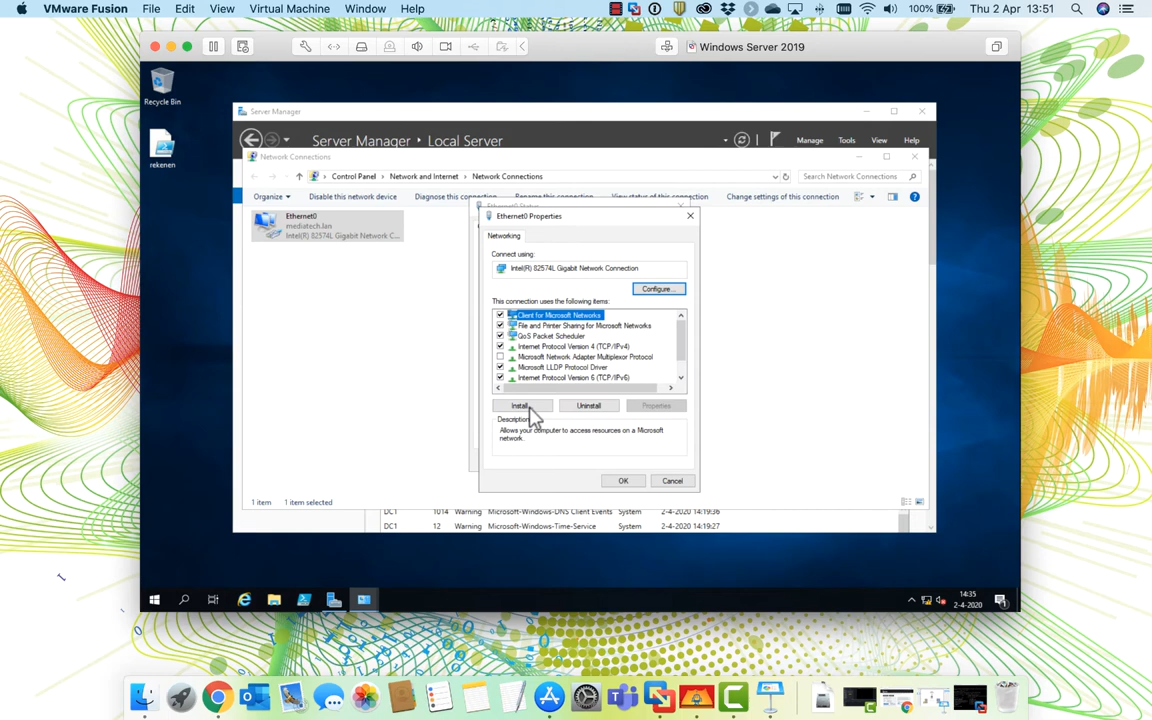 VMware Fusion File Edit View Virtual Machine Window Help 100% Thu 2 Apr 13:51
Windows Server 2019
Recycle Bin
rekenen
Server Manager
Server Manager Local Server Manage Tools View Help
Network Connections
Control Panel Network and Internet Network Connections Search Network Connections
Organize Disable this network device Diagnose this connection Rename this connection View status of this connection Change settings of this connection
Ethernet0
mediatech.lan
Intel(R) 82574L Gigabit Network C...
Ethernet0 Status
Ethernet0 Properties
Networking
Connect using:
Intel(R) 82574L Gigabit Network Connection
Configure...
This connection uses the following items:
Client for Microsoft Networks
File and Printer Sharing for Microsoft Networks
QoS Packet Scheduler
Internet Protocol Version 4 (TCP/IPv4)
Microsoft Network Adapter Multiplexor Protocol
Microsoft LLDP Protocol Driver
Internet Protocol Version 6 (TCP/IPv6)
Install... Uninstall Properties
Description
Allows your computer to access resources on a Microsoft
network.
OK Cancel
1 item 1 item selected
DC1 1014 Warning Microsoft-Windows-DNS Client Events System 2-4-2020 14:19:36
DC1 12 Warning Microsoft-Windows-Time-Service System 2-4-2020 14:19:27
14:35
2-4-2020